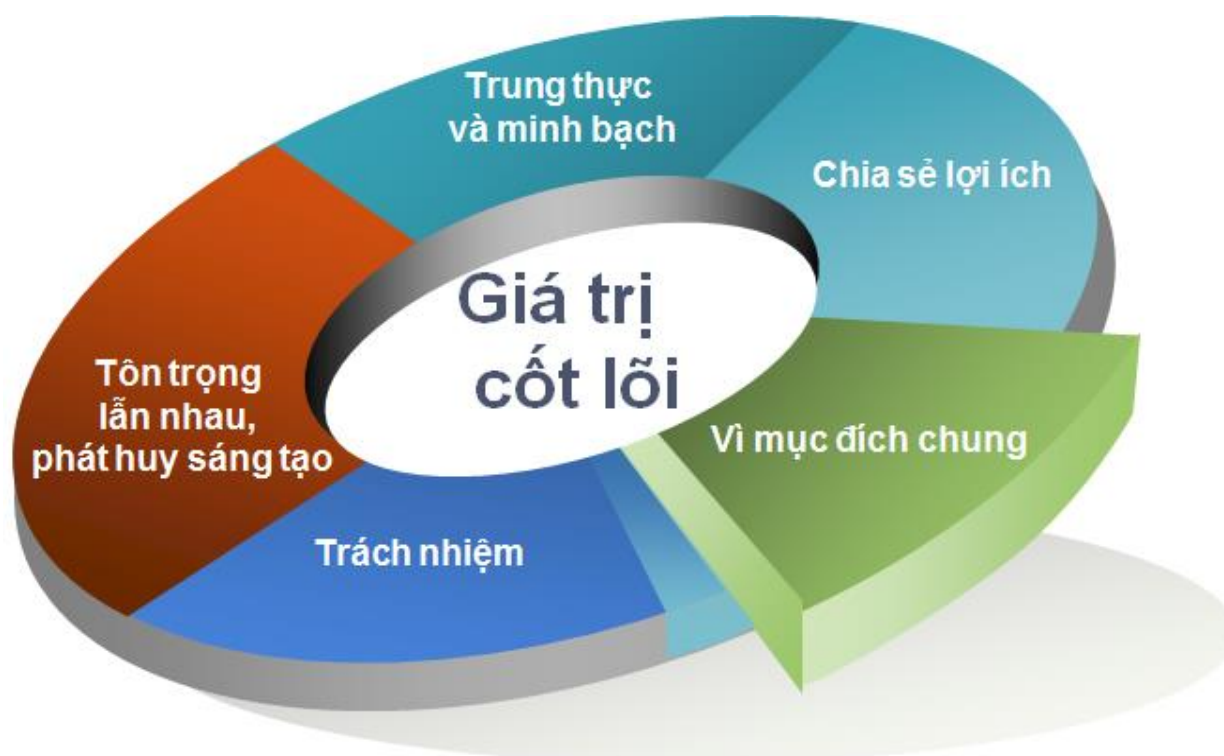 Trung thực
và minh bạch
Chia sẻ lợi ích
Giá trị
cốt lõi
Tôn trọng
lẫn nhau,
phát huy sáng tạo
Vì mục đích chung
Trách nhiệm